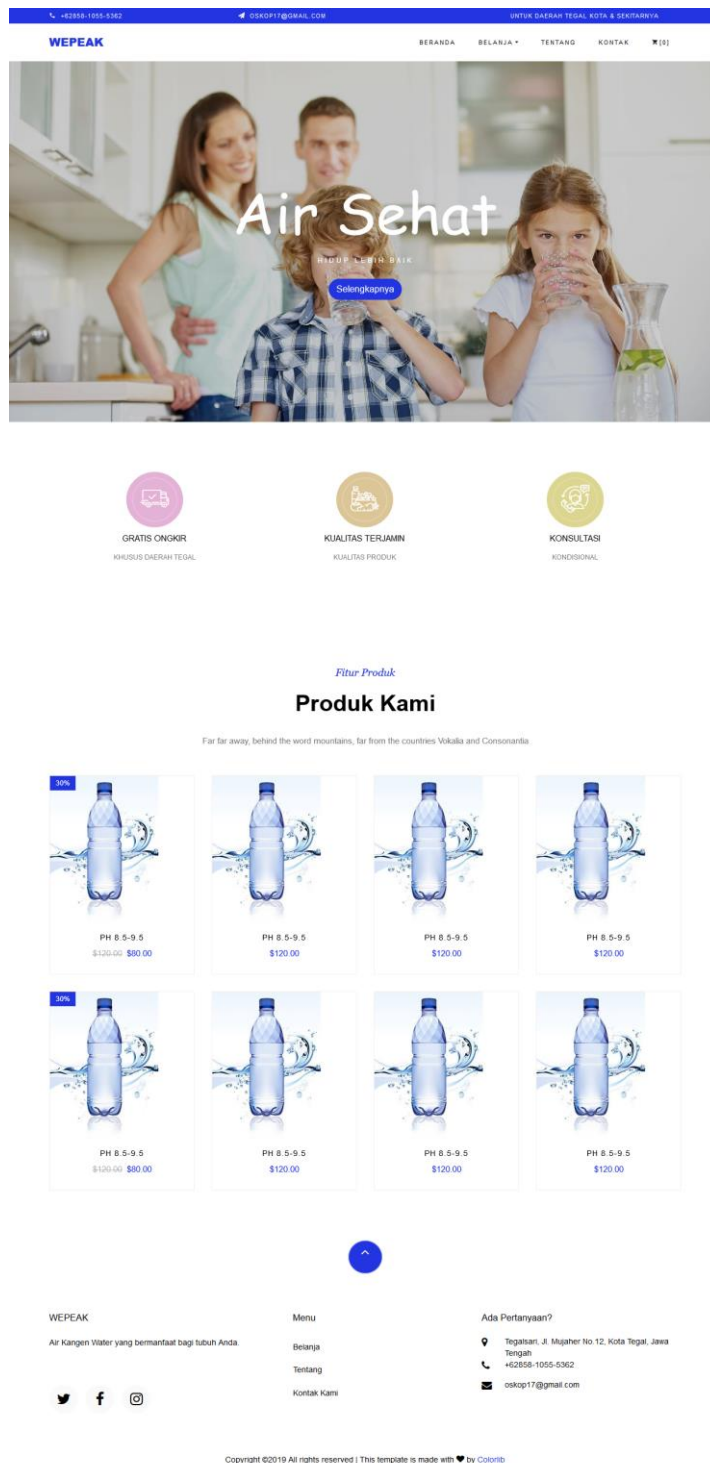 +62858-1055-5362
OSKOP17@GMAIL.COM
UNTUK DAERAH TEGAL KOTA & SEKITARNYA
WEPEAK
BERANDA
BELANJA
TENTANG
KONTAK
[0]
Air Sehat
HIDUP LEBIH BAIK
Selengkapnya
GRATIS ONGKIR
KHUSUS DAERAH TEGAL
KUALITAS TERJAMIN
KUALITAS PRODUK
KONSULTASI
KONDISIONAL
Fitur Produk
Produk Kami
Far far away, behind the word mountains, far from the countries Vokalia and Consonantia
30%
PH 8.5-9.5
$120.00 $80.00
PH 8.5-9.5
$120.00
PH 8.5-9.5
$120.00
PH 8.5-9.5
$120.00
30%
PH 8.5-9.5
$120.00 $80.00
PH 8.5-9.5
$120.00
PH 8.5-9.5
$120.00
PH 8.5-9.5
$120.00
WEPEAK
Air Kangen Water yang bermanfaat bagi tubuh Anda.
Menu
Belanja
Tentang
Kontak Kami
Ada Pertanyaan?
Tegalsari, Jl. Mujaher No.12, Kota Tegal, Jawa
Tengah
+62858-1055-5362
oskop17@gmail.com
Copyright ©2019 All rights reserved | This template is made with ♥ by Colorlib